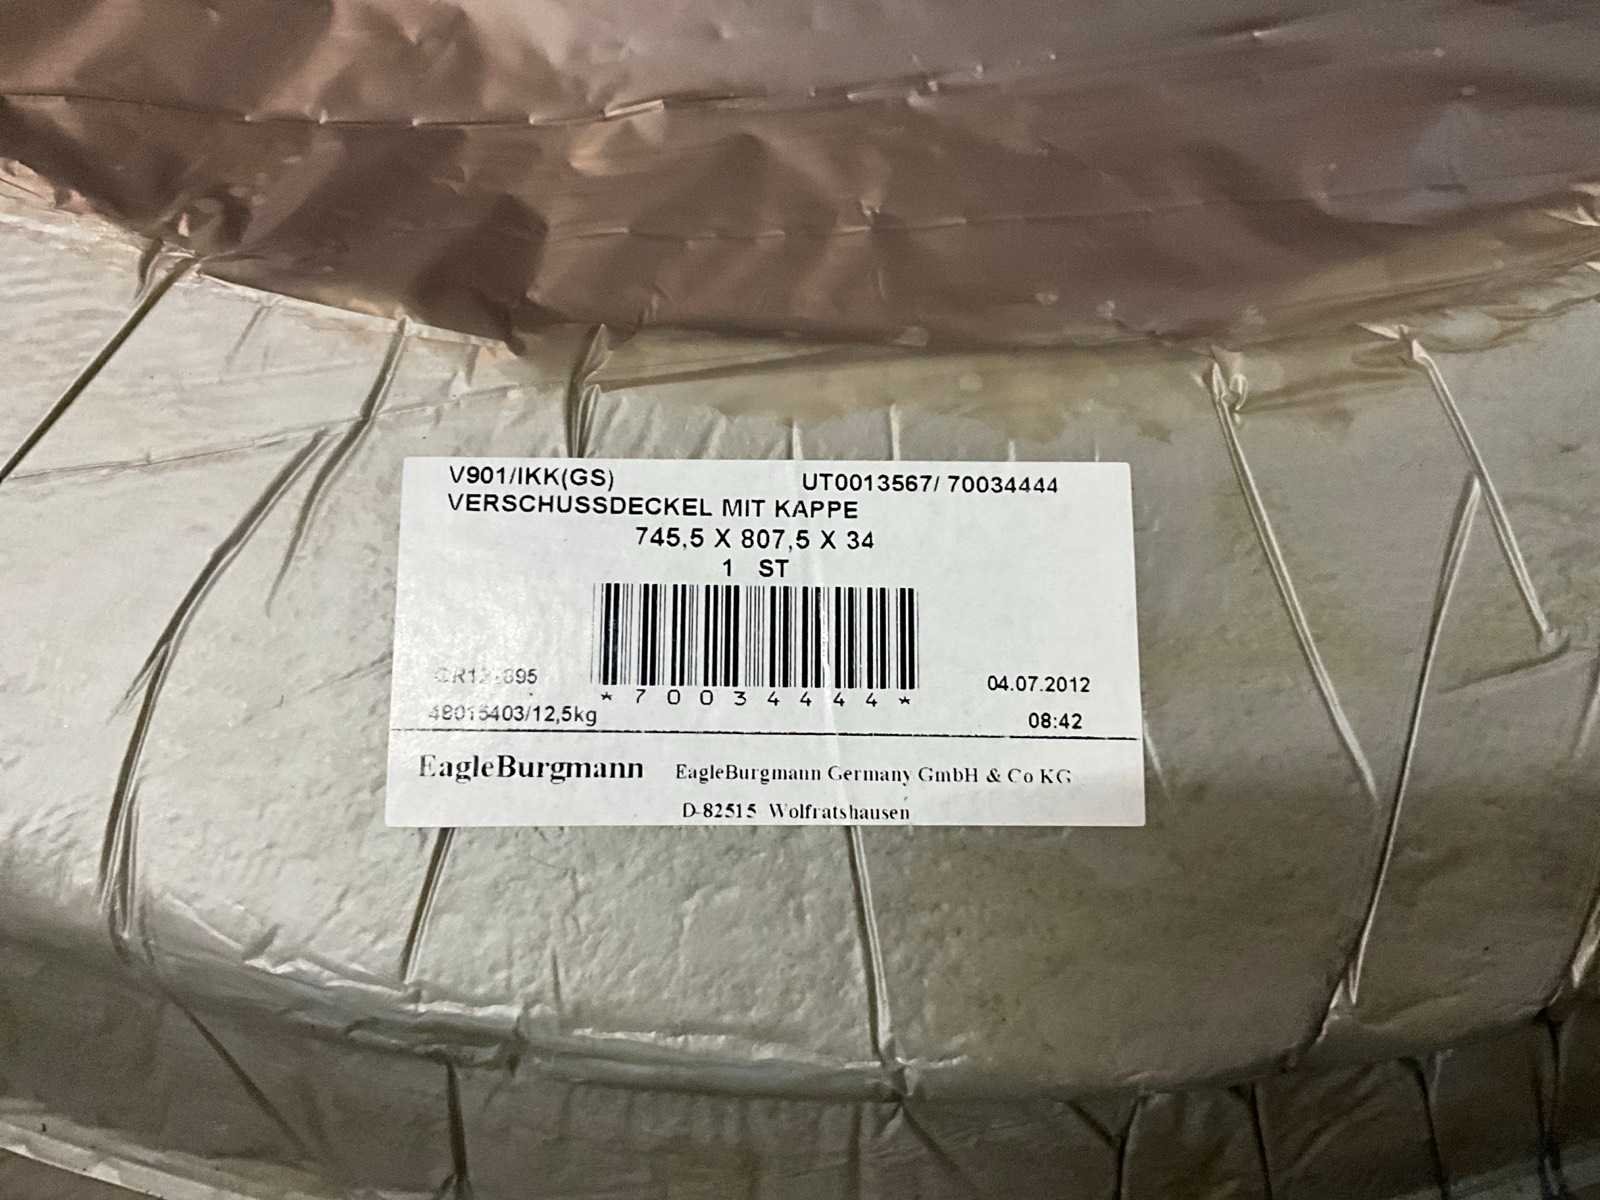 V901/IKK(GS) UT0013567/ 70034444
VERSCHUSSDECKEL MIT KAPPE
745,5 X 807,5 X 34
1 ST
*70034444*
04.07.2012
48015403/12,5kg 08:42
EagleBurgmann EagleBurgmann Germany GmbH & Co KG
D-82515 Wolfratshausen